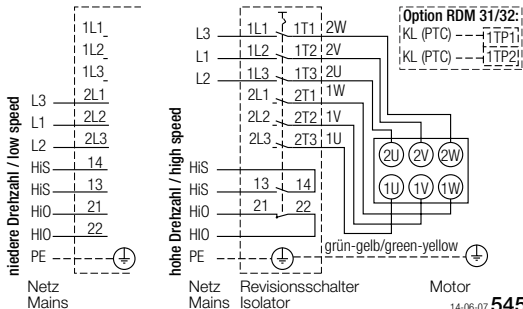 Option RDM 31/32:
KL (PTC) 1TP1
KL (PTC) 1TP2
niedere Drehzahl / low speed
1L1
1L2
1L3
L3 2L1
L1 2L2
L2 2L3
HiS 14
HiS 13
HiO 21
HIO 22
PE
Netz
Mains
hohe Drehzahl / high speed
L3 1L1 1T1 2W
L1 1L2 1T2 2V
L2 1L3 1T3 2U
2L1 2T1 1W
2L2 2T2 1V
2L3 2T3 1U
HiS
HiS 13 14
HiO 21 22
HIO
PE
grün-gelb/green-yellow
2U 2V 2W
1U 1V 1W
Netz Revisionsschalter Motor
Mains Isolator
14-06-07 545